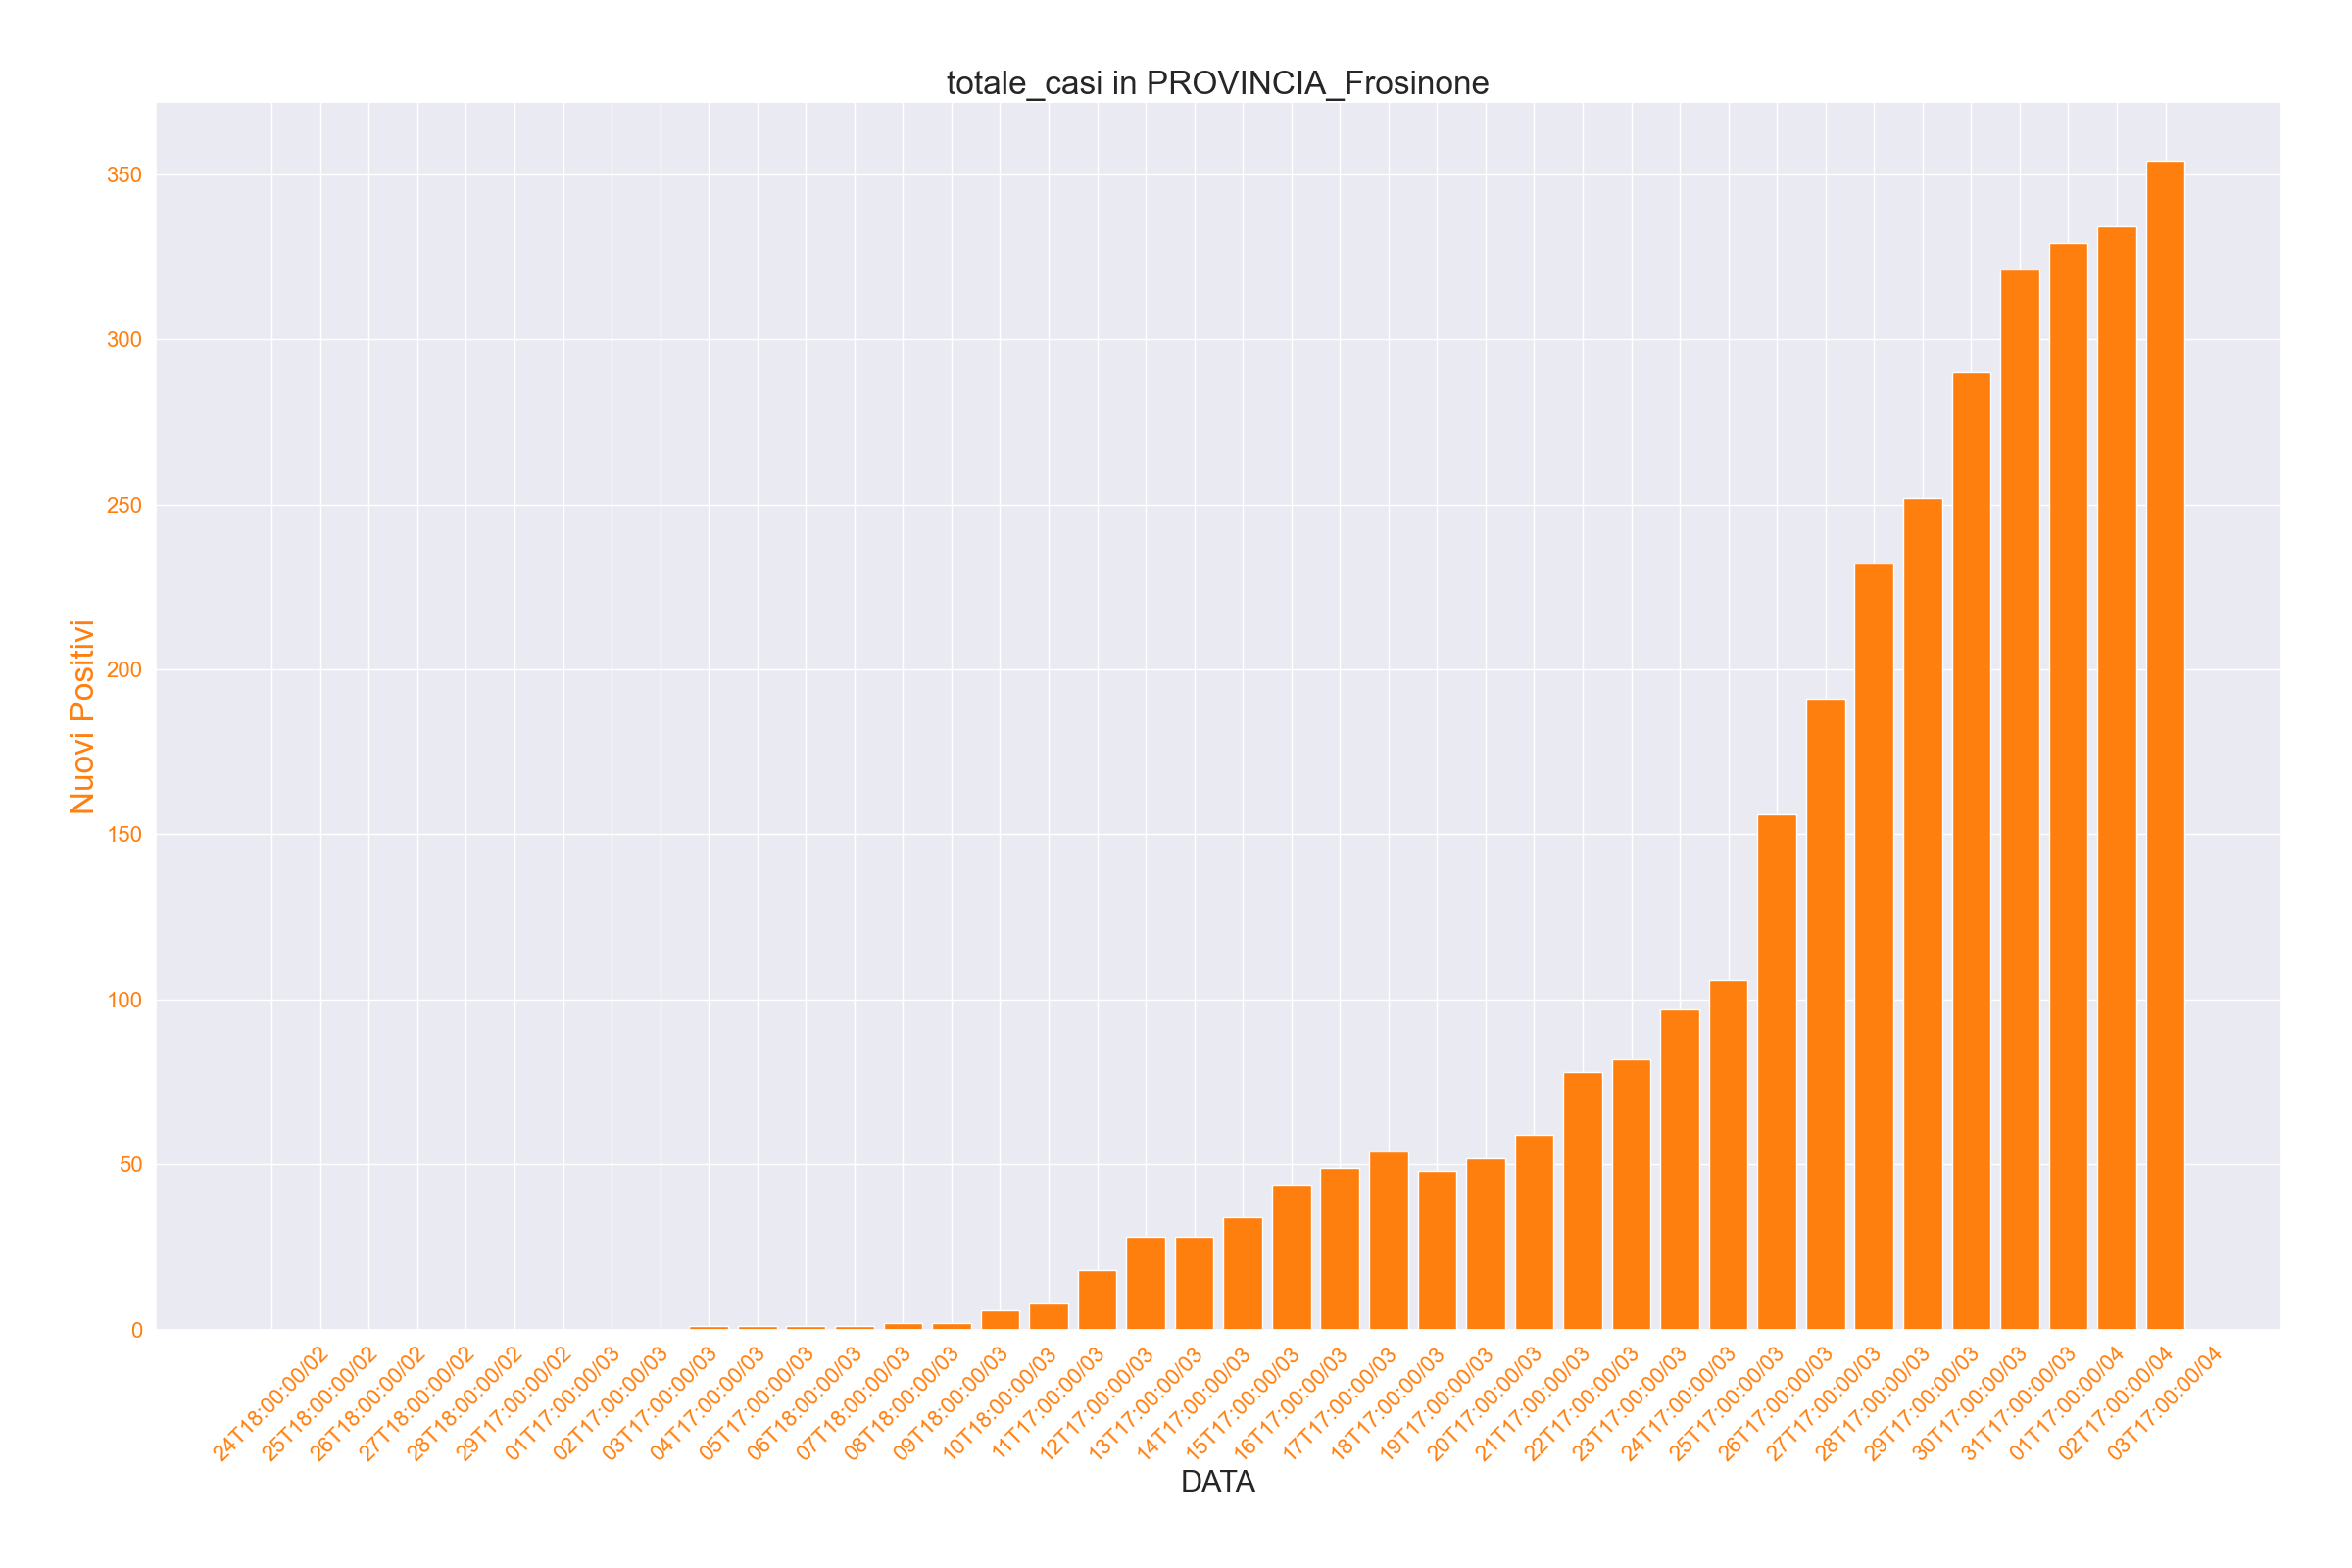 totale_casi in PROVINCIA_Frosinone
Nuovi Positivi
350
300
250
200
150
100
50
0
24T18:00:00/02
25T18:00:00/02
26T18:00:00/02
27T18:00:00/02
28T18:00:00/02
29T17:00:00/02
01T17:00:00/03
02T17:00:00/03
03T17:00:00/03
04T17:00:00/03
05T17:00:00/03
06T18:00:00/03
07T18:00:00/03
08T18:00:00/03
09T18:00:00/03
10T18:00:00/03
11T17:00:00/03
12T17:00:00/03
13T17:00:00/03
14T17:00:00/03
15T17:00:00/03
16T17:00:00/03
17T17:00:00/03
18T17:00:00/03
19T17:00:00/03
20T17:00:00/03
21T17:00:00/03
22T17:00:00/03
23T17:00:00/03
24T17:00:00/03
25T17:00:00/03
26T17:00:00/03
27T17:00:00/03
28T17:00:00/03
29T17:00:00/03
30T17:00:00/03
31T17:00:00/03
01T17:00:00/04
02T17:00:00/04
03T17:00:00/04
DATA